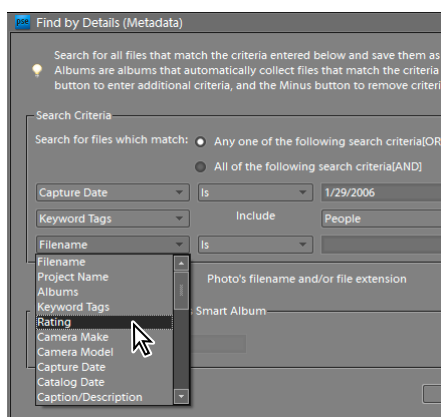 pse Find by Details (Metadata)
Search for all files that match the criteria entered below and save them as
Albums are albums that automatically collect files that match the criteria
button to enter additional criteria, and the Minus button to remove criteri
Search Criteria
Search for files which match: Any one of the following search criteria[OR
All of the following search criteria[AND]
Capture Date Is 1/29/2006
Keyword Tags Include People
Filename Is
Filename
Project Name Photo's filename and/or file extension
Albums
Keyword Tags
Rating Smart Album
Camera Make
Camera Model
Capture Date
Catalog Date
Caption/Description